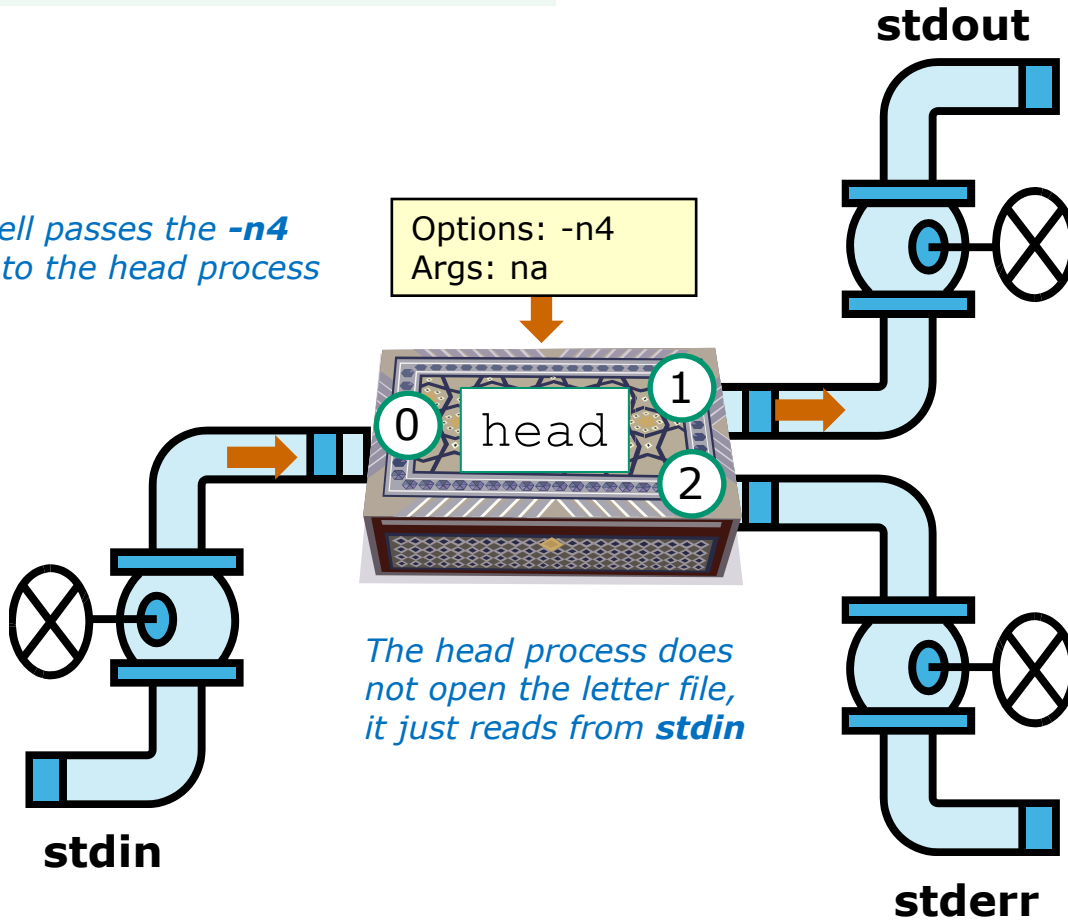 stdout
ell passes the -n4
to the head process
Options: -n4
Args: na
0
head
1
2
The head process does
not open the letter file,
it just reads from stdin
stdin
stderr